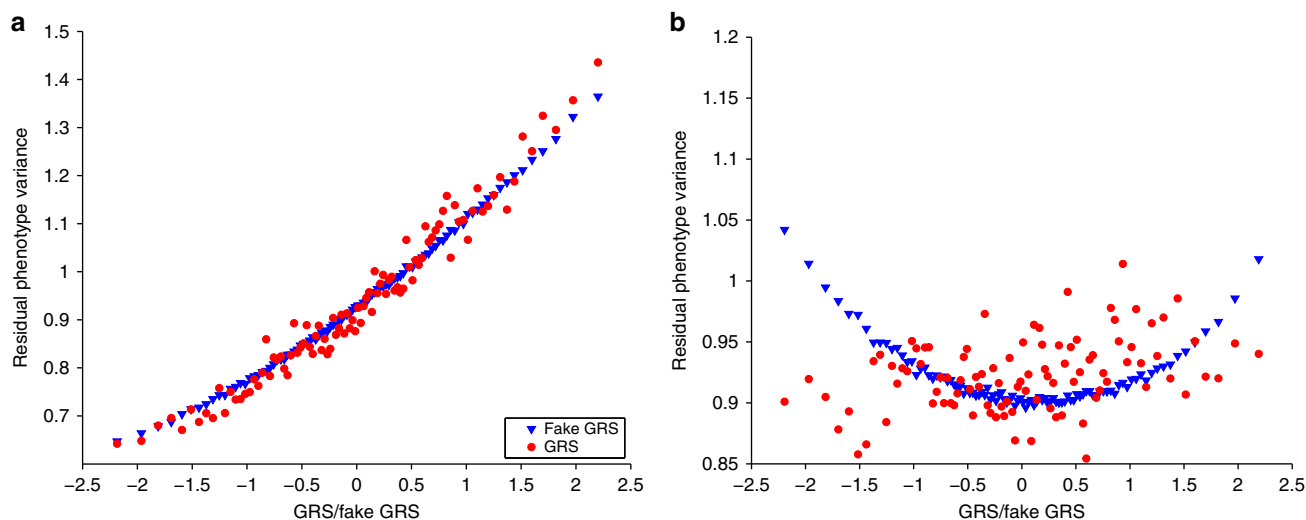 a
Residual phenotype variance
1.5
1.4
1.3
1.2
1.1
1
0.9
0.8
0.7
−2.5 −2 −1.5 −1 −0.5 0 0.5 1 1.5 2 2.5
GRS/fake GRS
Fake GRS
GRS
b
Residual phenotype variance
1.2
1.15
1.1
1.05
1
0.95
0.9
0.85
−2.5 −2 −1.5 −1 −0.5 0 0.5 1 1.5 2 2.5
GRS/fake GRS